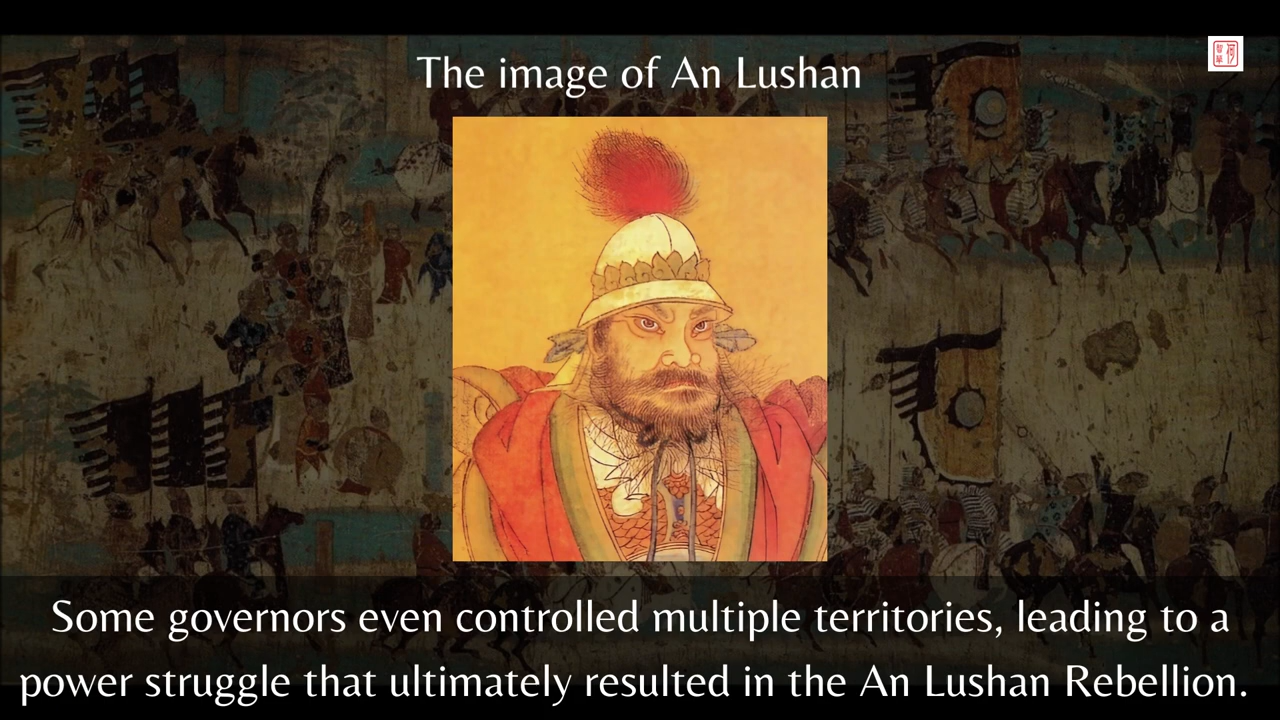 The image of An Lushan
Some governors even controlled multiple territories, leading to a
power struggle that ultimately resulted in the An Lushan Rebellion.